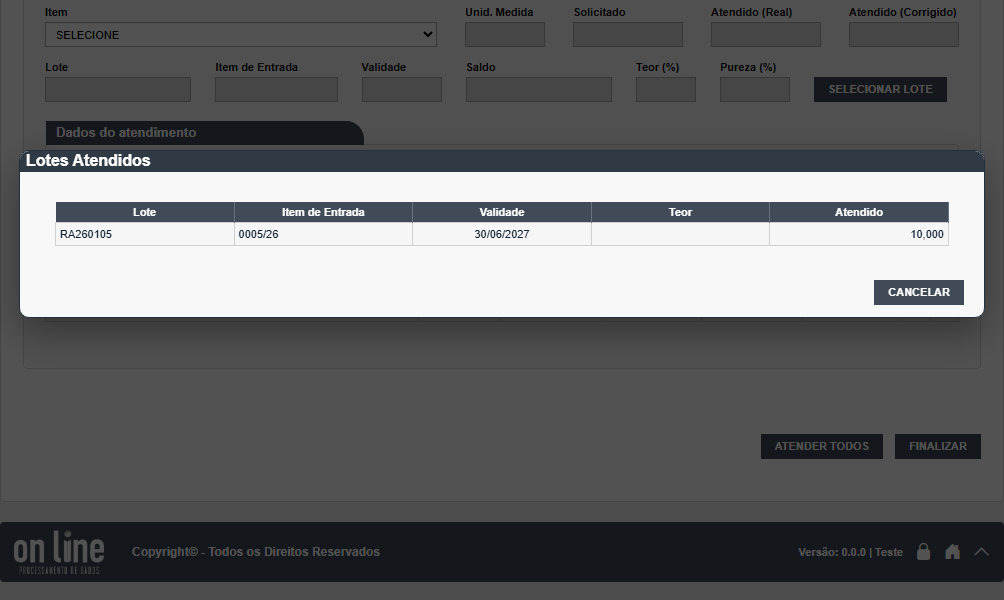 Item Unid. Medida Solicitado Atendido (Real) Atendido (Corrigido)
SELECIONE
Lote Item de Entrada Validade Saldo Teor (%) Pureza (%)
SELECIONAR LOTE
Dados do atendimento
Lotes Atendidos
Lote Item de Entrada Validade Teor Atendido
RA260105 0005/26 30/06/2027 10,000
CANCELAR
ATENDER TODOS FINALIZAR
on line
PROCESSAMENTO DE DADOS
Copyright© - Todos os Direitos Reservados
Versão: 0.0.0 | Teste